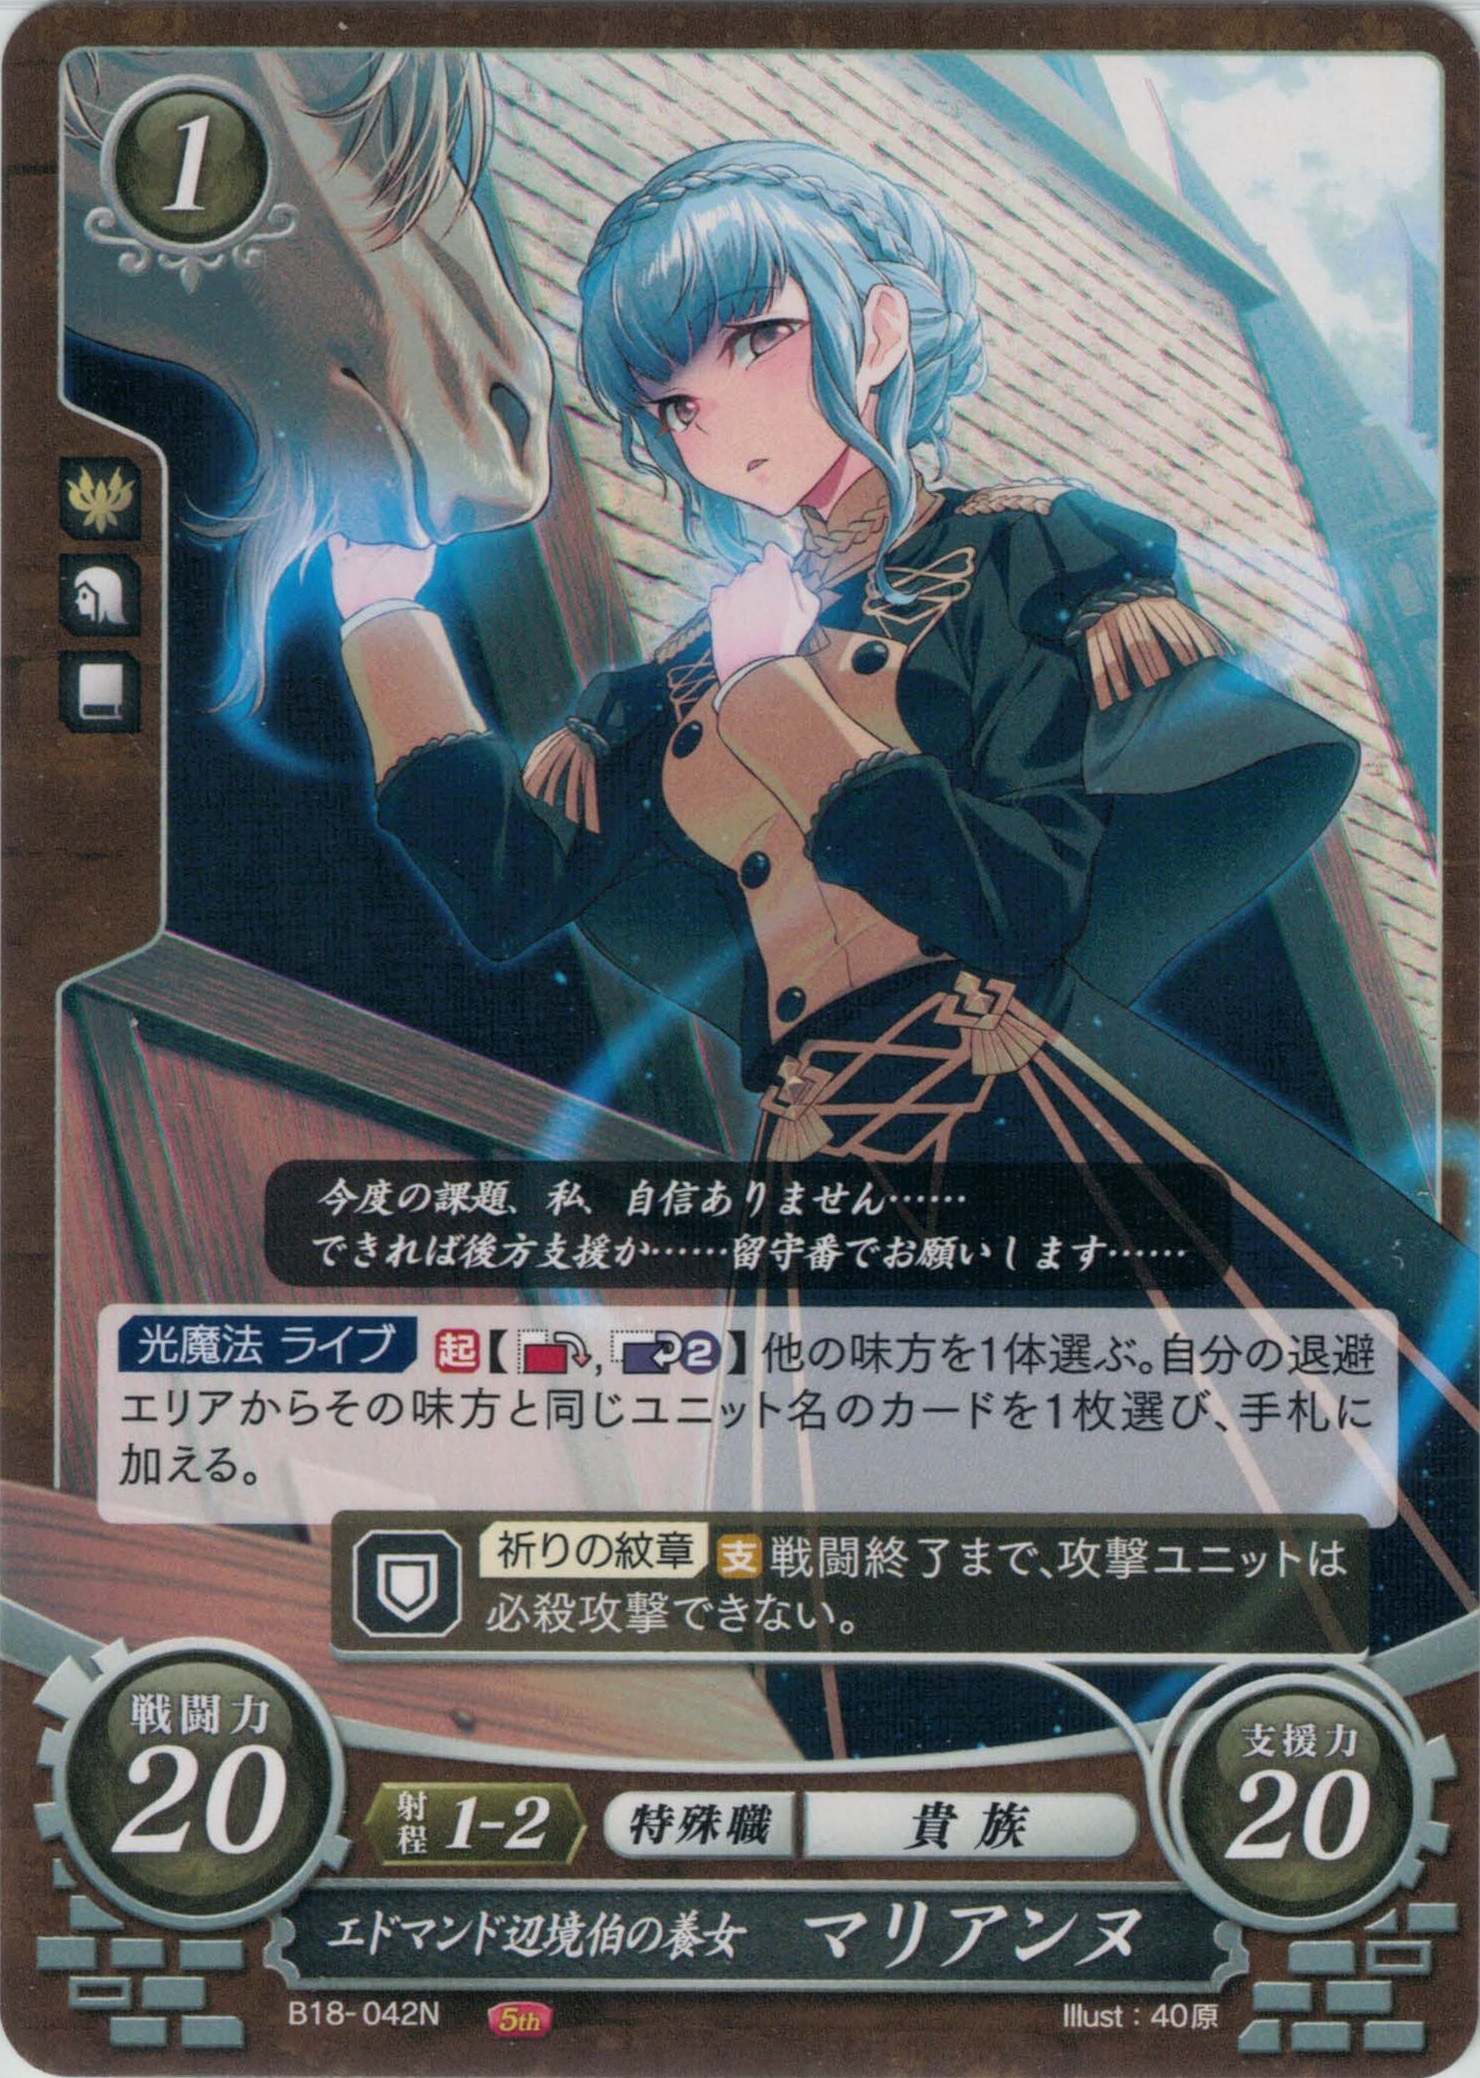 1
今度の課題、私、自信ありません……
できれば後方支援か……留守番でお願いします……
光魔法 ライブ 起【 , 2】他の味方を1体選ぶ。自分の退避
エリアからその味方と同じユニット名のカードを1枚選び、手札に
加える。
祈りの紋章 支 戦闘終了まで、攻撃ユニットは
必殺攻撃できない。
戦闘力
20
射程 1-2
特殊職 貴族
支援力
20
エドマンド辺境伯の養女 マリアンヌ
B18-042N 5th Illust：40原